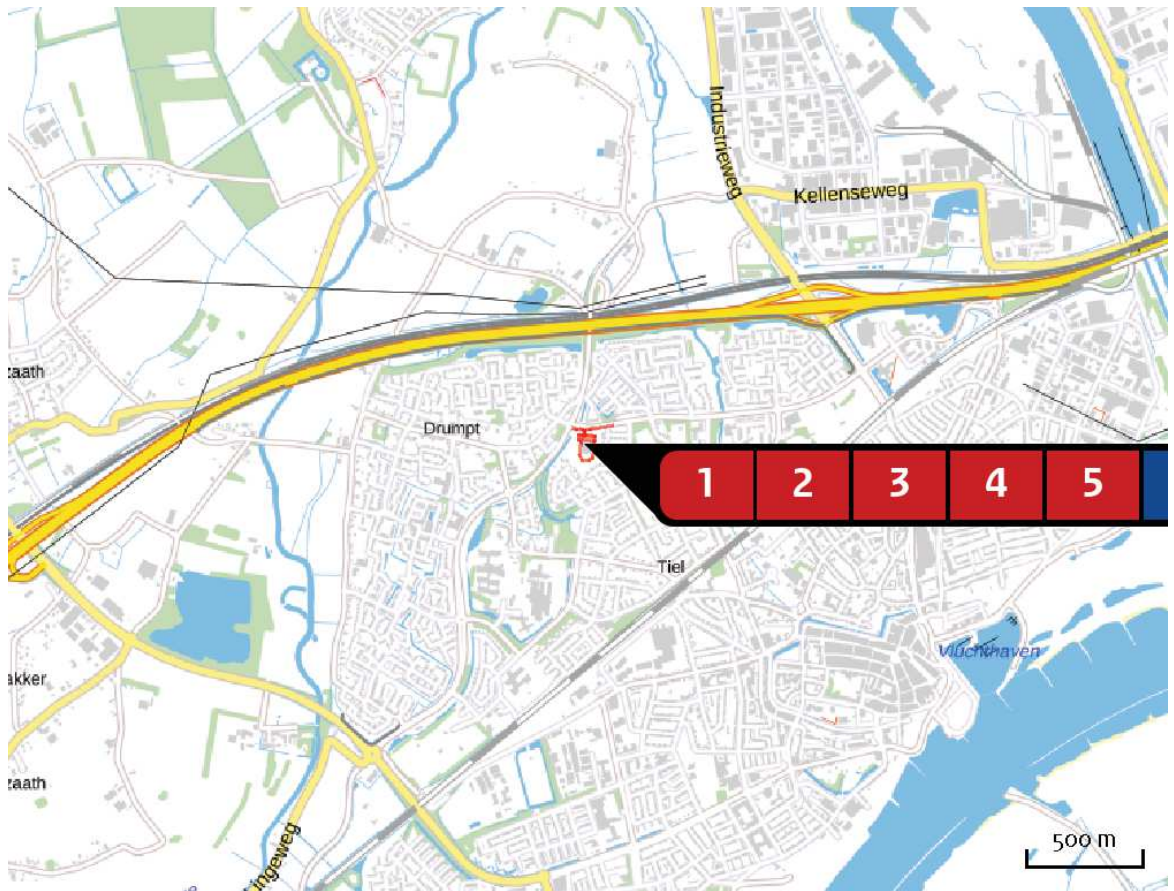 Industrieweg
Kellenseweg
zaath
Drumpt
1 2 3 4 5
Tiel
Vluchthaven
akker
zaath
500 m
ingeweg